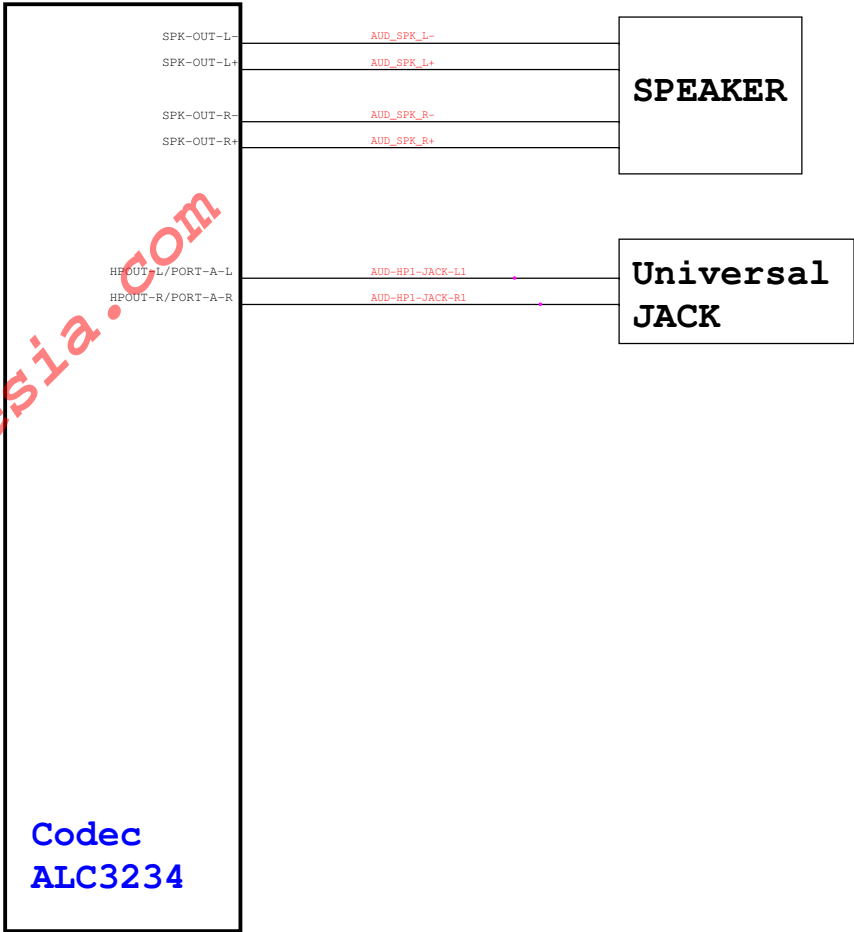 SPK-OUT-L-
AUD_SPK_L-
SPK-OUT-L+
AUD_SPK_L+
SPEAKER
SPK-OUT-R-
AUD_SPK_R-
SPK-OUT-R+
AUD_SPK_R+
sia.com
HPOUT-L/PORT-A-L
AUD-HP1-JACK-L1
HPOUT-R/PORT-A-R
AUD-HP1-JACK-R1
Universal
JACK
Codec
ALC3234